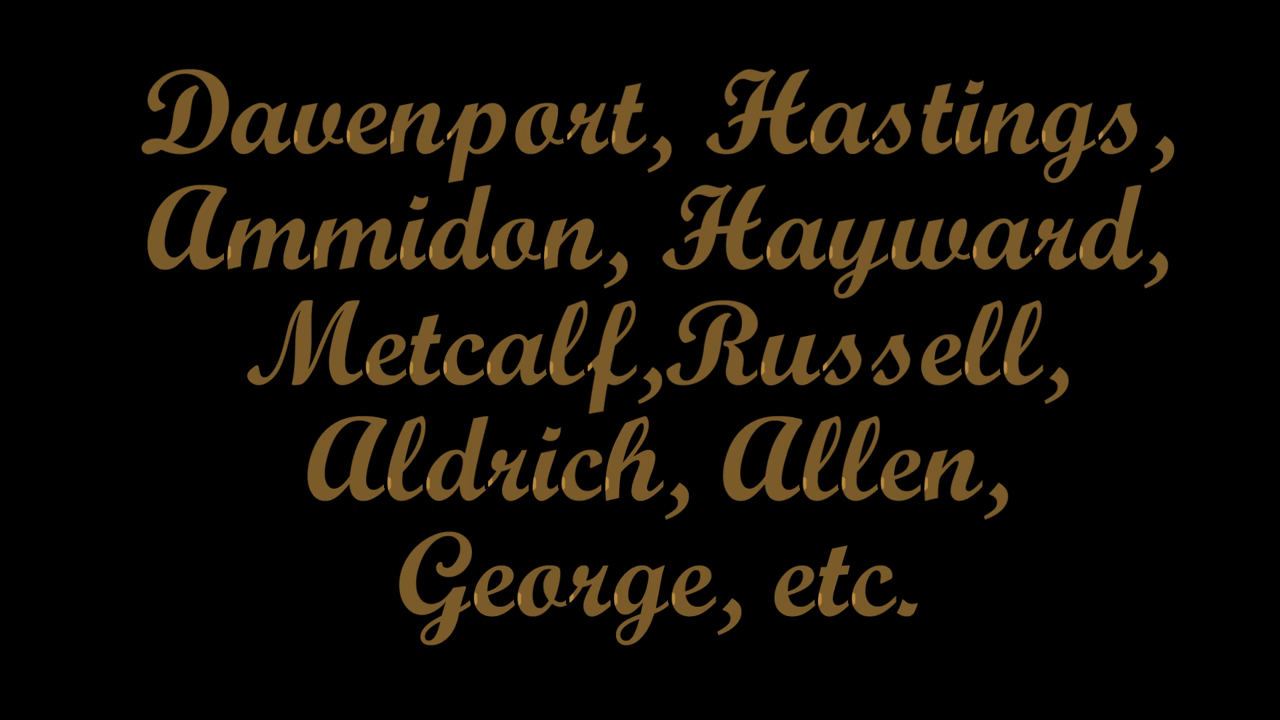 Davenport, Hastings,
Ammidon, Hayward,
Metcalf,Russell,
Aldrich, Allen,
George, etc.